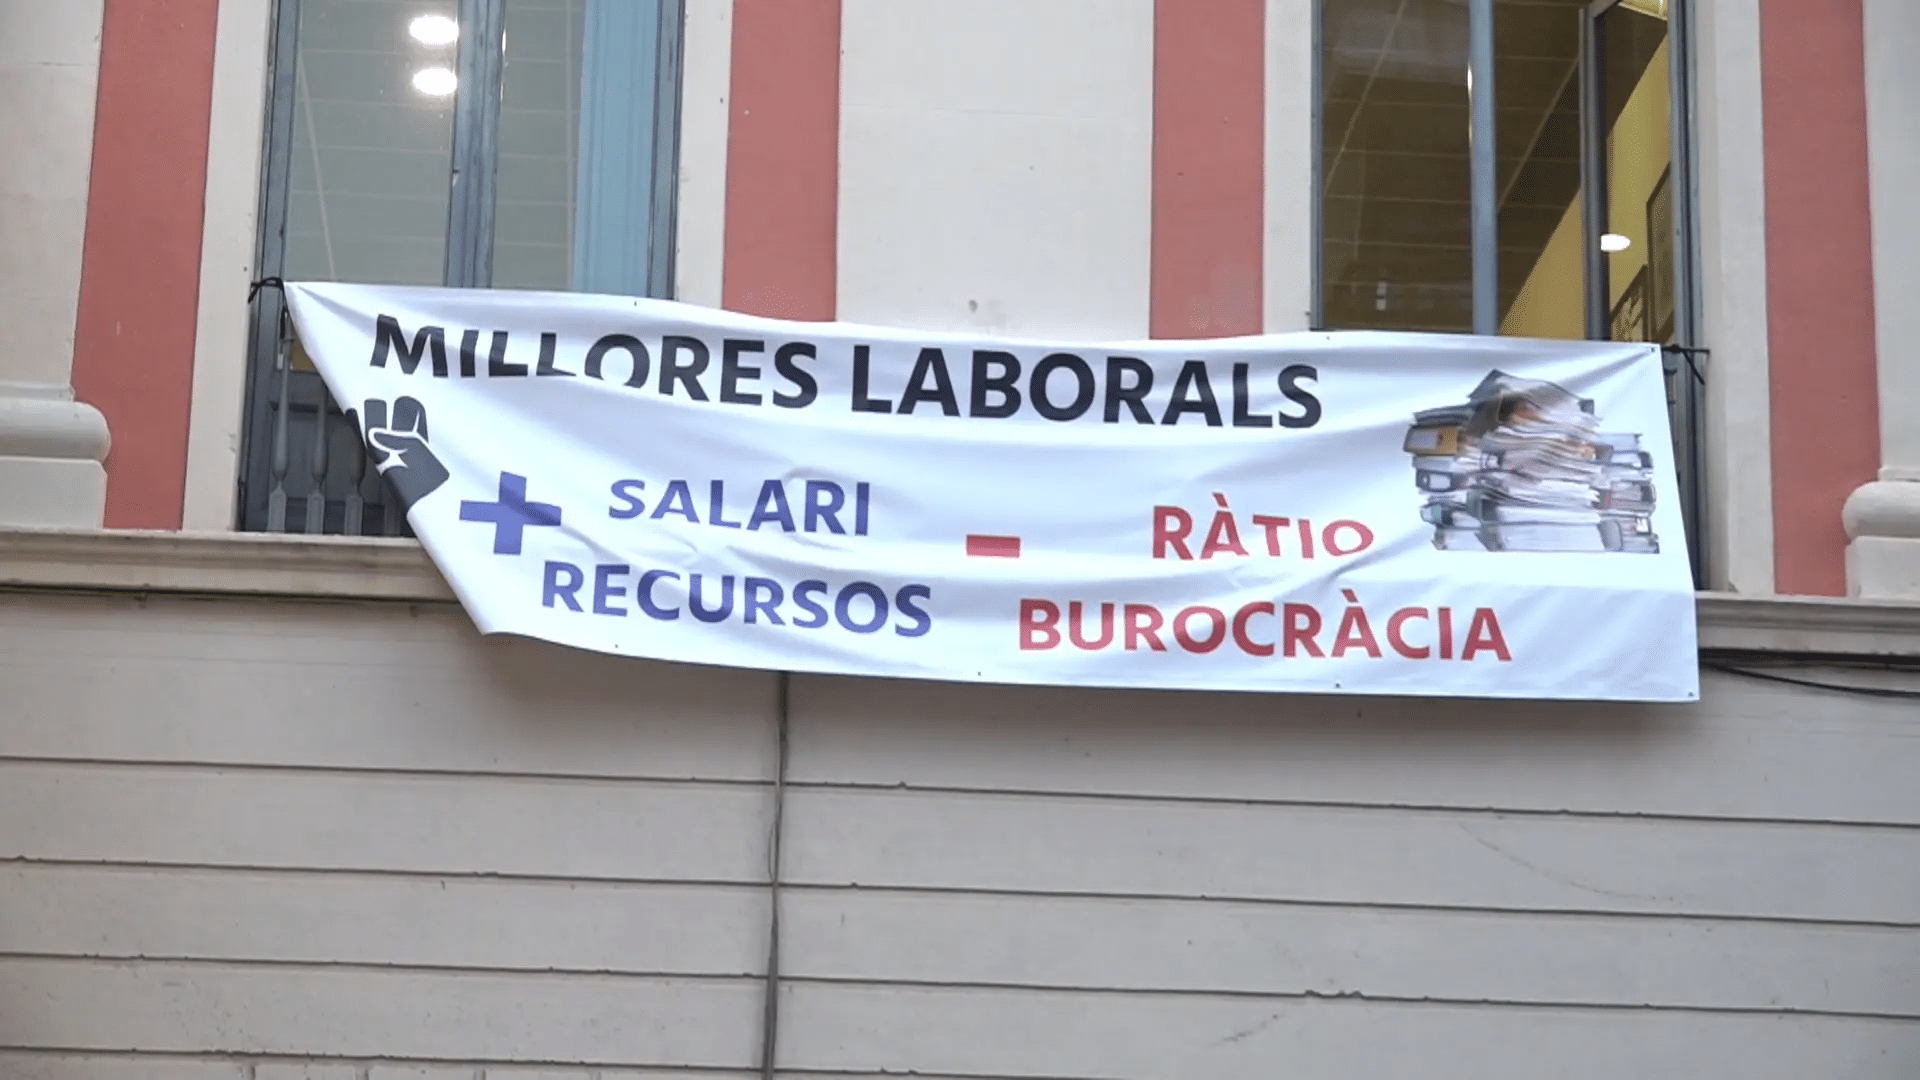 MILLORES LABORALS
+ SALARI - RÀTIO
RECURSOS BUROCRÀCIA